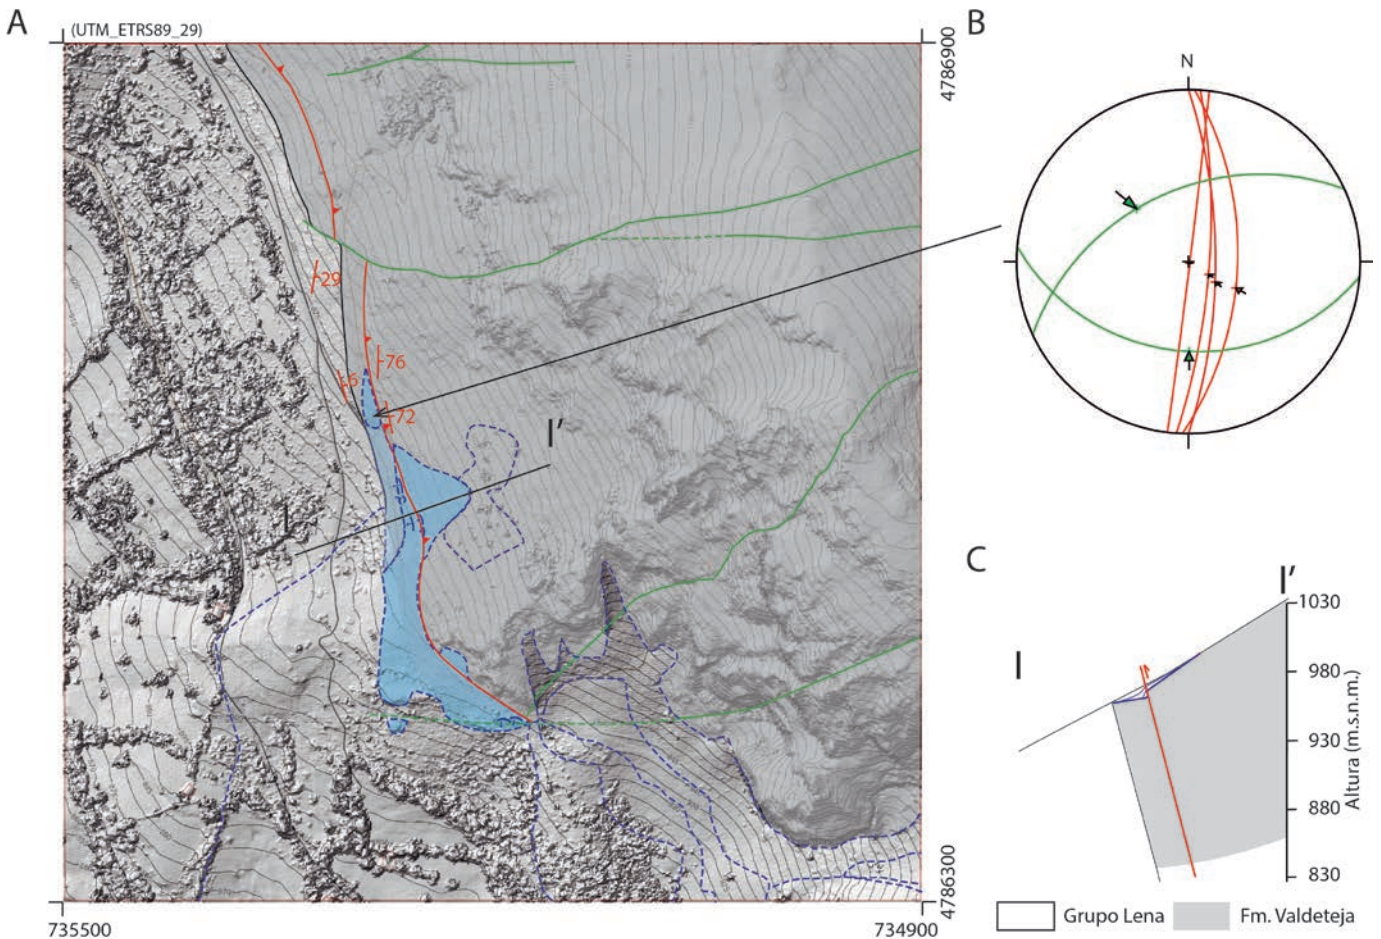 A
(UTM_ETRS89_29)
4786900
B
N
29
76
6
72
I'
I
C
I'
1030
I
980
930
880
830
Altura (m.s.n.m.)
4786300
735500
734900
Grupo Lena
Fm. Valdeteja